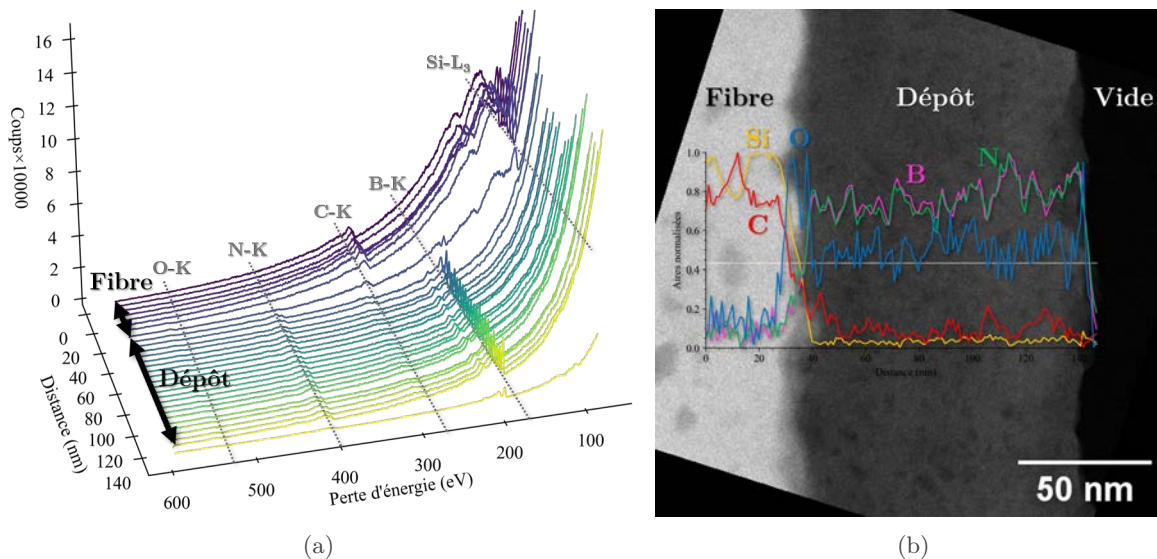 16
14
12
10
8
6
4
2
0
Coups×10000
Si-L₃
B-K
C-K
N-K
O-K
Fibre
Dépôt
0
20
40
60
80
100
120
140
Distance (nm)
600
500
400
300
200
100
Perte d'énergie (eV)
(a)
Fibre
Dépôt
Vide
Si
O
B
N
C
1.0
0.8
0.6
0.4
0.2
0.0
Aires normalisées
0
20
40
60
80
100
120
140
Distance (nm)
50 nm
(b)